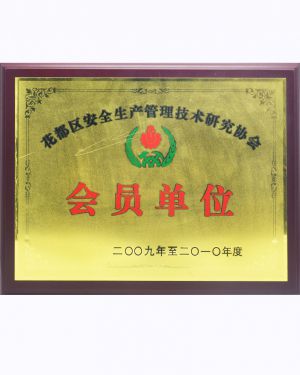 花都区安全生产管理技术研究协会
会员单位
二〇〇九年至二〇一〇年度